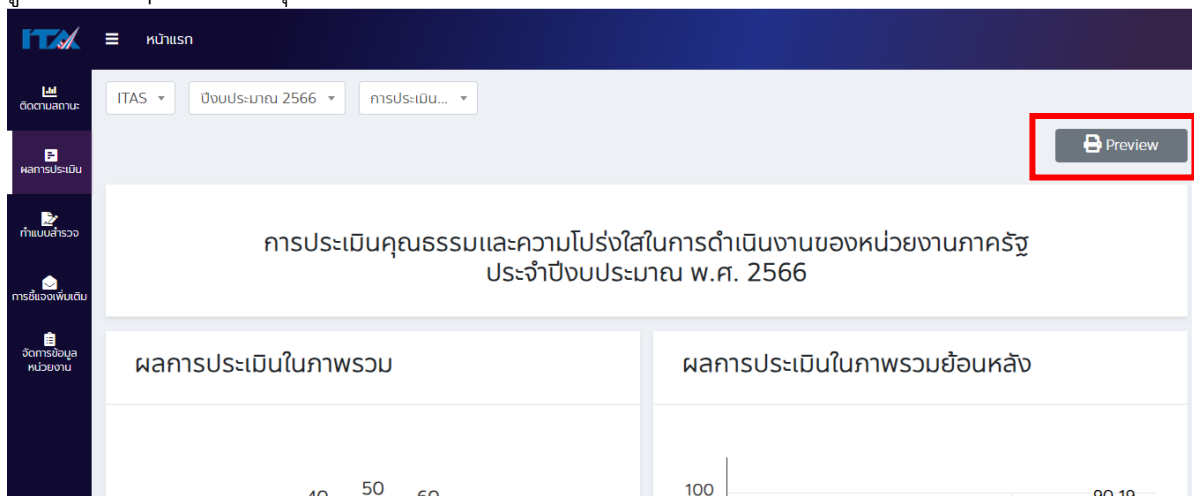 ITA
หน้าแรก
ติดตามสถานะ
ผลการประเมิน
ทำแบบสำรวจ
การชี้แจงเพิ่มเติม
จัดการข้อมูล
หน่วยงาน
ITAS
ปีงบประมาณ 2566
การประเมิน...
Preview
การประเมินคุณธรรมและความโปร่งใสในการดำเนินงานของหน่วยงานภาครัฐ
ประจำปีงบประมาณ พ.ศ. 2566
ผลการประเมินในภาพรวม
ผลการประเมินในภาพรวมย้อนหลัง
40 50 60
100
90.19